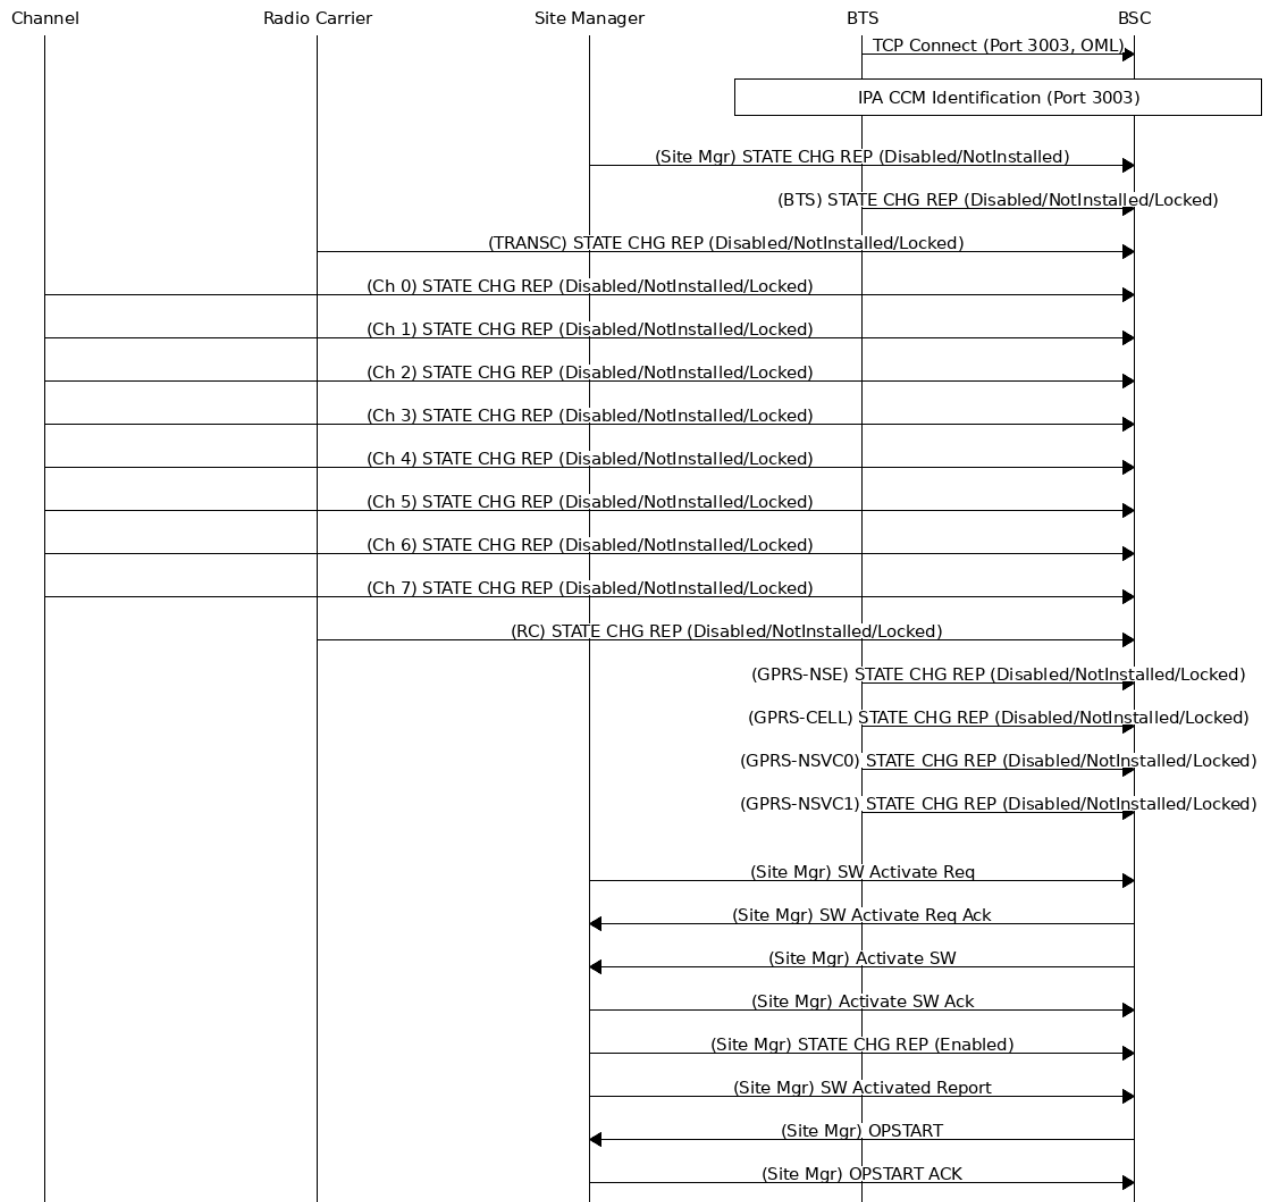 Channel Radio Carrier Site Manager BTS BSC
TCP Connect (Port 3003, OML)
IPA CCM Identification (Port 3003)
(Site Mgr) STATE CHG REP (Disabled/NotInstalled)
(BTS) STATE CHG REP (Disabled/NotInstalled/Locked)
(TRANSC) STATE CHG REP (Disabled/NotInstalled/Locked)
(Ch 0) STATE CHG REP (Disabled/NotInstalled/Locked)
(Ch 1) STATE CHG REP (Disabled/NotInstalled/Locked)
(Ch 2) STATE CHG REP (Disabled/NotInstalled/Locked)
(Ch 3) STATE CHG REP (Disabled/NotInstalled/Locked)
(Ch 4) STATE CHG REP (Disabled/NotInstalled/Locked)
(Ch 5) STATE CHG REP (Disabled/NotInstalled/Locked)
(Ch 6) STATE CHG REP (Disabled/NotInstalled/Locked)
(Ch 7) STATE CHG REP (Disabled/NotInstalled/Locked)
(RC) STATE CHG REP (Disabled/NotInstalled/Locked)
(GPRS-NSE) STATE CHG REP (Disabled/NotInstalled/Locked)
(GPRS-CELL) STATE CHG REP (Disabled/NotInstalled/Locked)
(GPRS-NSVC0) STATE CHG REP (Disabled/NotInstalled/Locked)
(GPRS-NSVC1) STATE CHG REP (Disabled/NotInstalled/Locked)
(Site Mgr) SW Activate Req
(Site Mgr) SW Activate Req Ack
(Site Mgr) Activate SW
(Site Mgr) Activate SW Ack
(Site Mgr) STATE CHG REP (Enabled)
(Site Mgr) SW Activated Report
(Site Mgr) OPSTART
(Site Mgr) OPSTART ACK